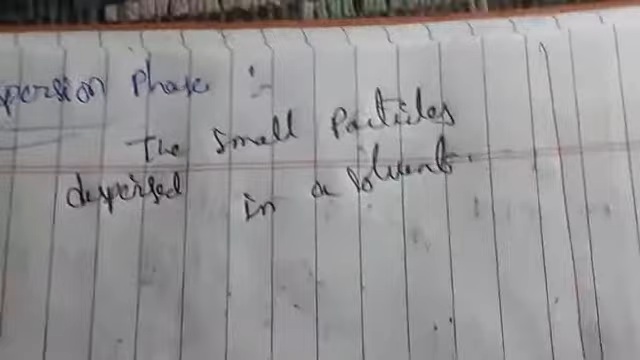 persion Phase :-
The Small Particles
dispersed in a solvent.